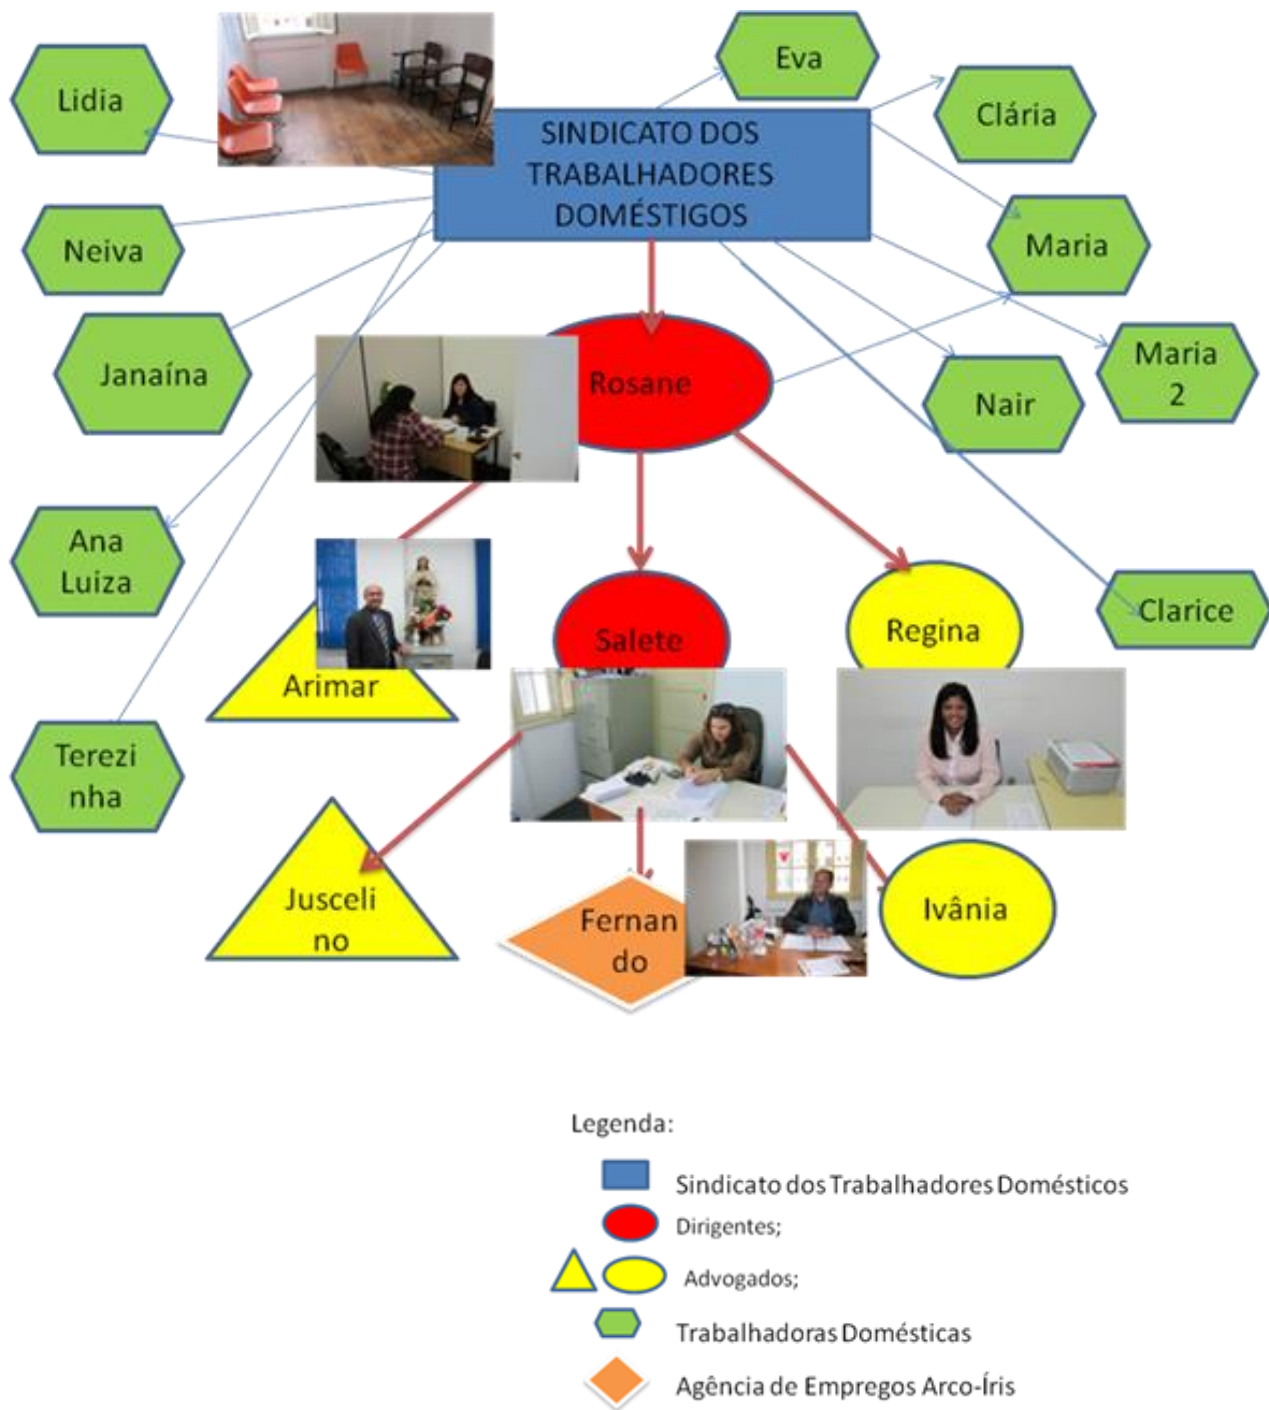 Eva
Lidia
Clária
SINDICATO DOS
TRABALHADORES
DOMÉSTIGOS
Neiva
Maria
Janaína
Rosane
Maria
2
Nair
Ana
Luiza
Salete
Regina
Clarice
Arimar
Terezi
nha
Jusceli
no
Fernan
do
Ivânia
Legenda:
Sindicato dos Trabalhadores Domésticos
Dirigentes;
Advogados;
Trabalhadoras Domésticas
Agência de Empregos Arco-Íris